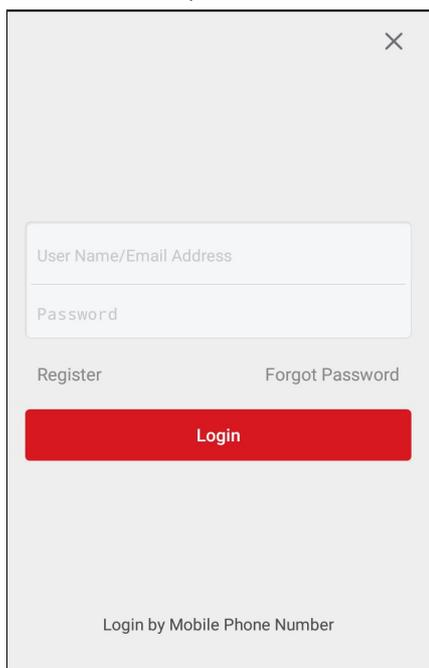 User Name/Email Address
Password
Register Forgot Password
Login
Login by Mobile Phone Number